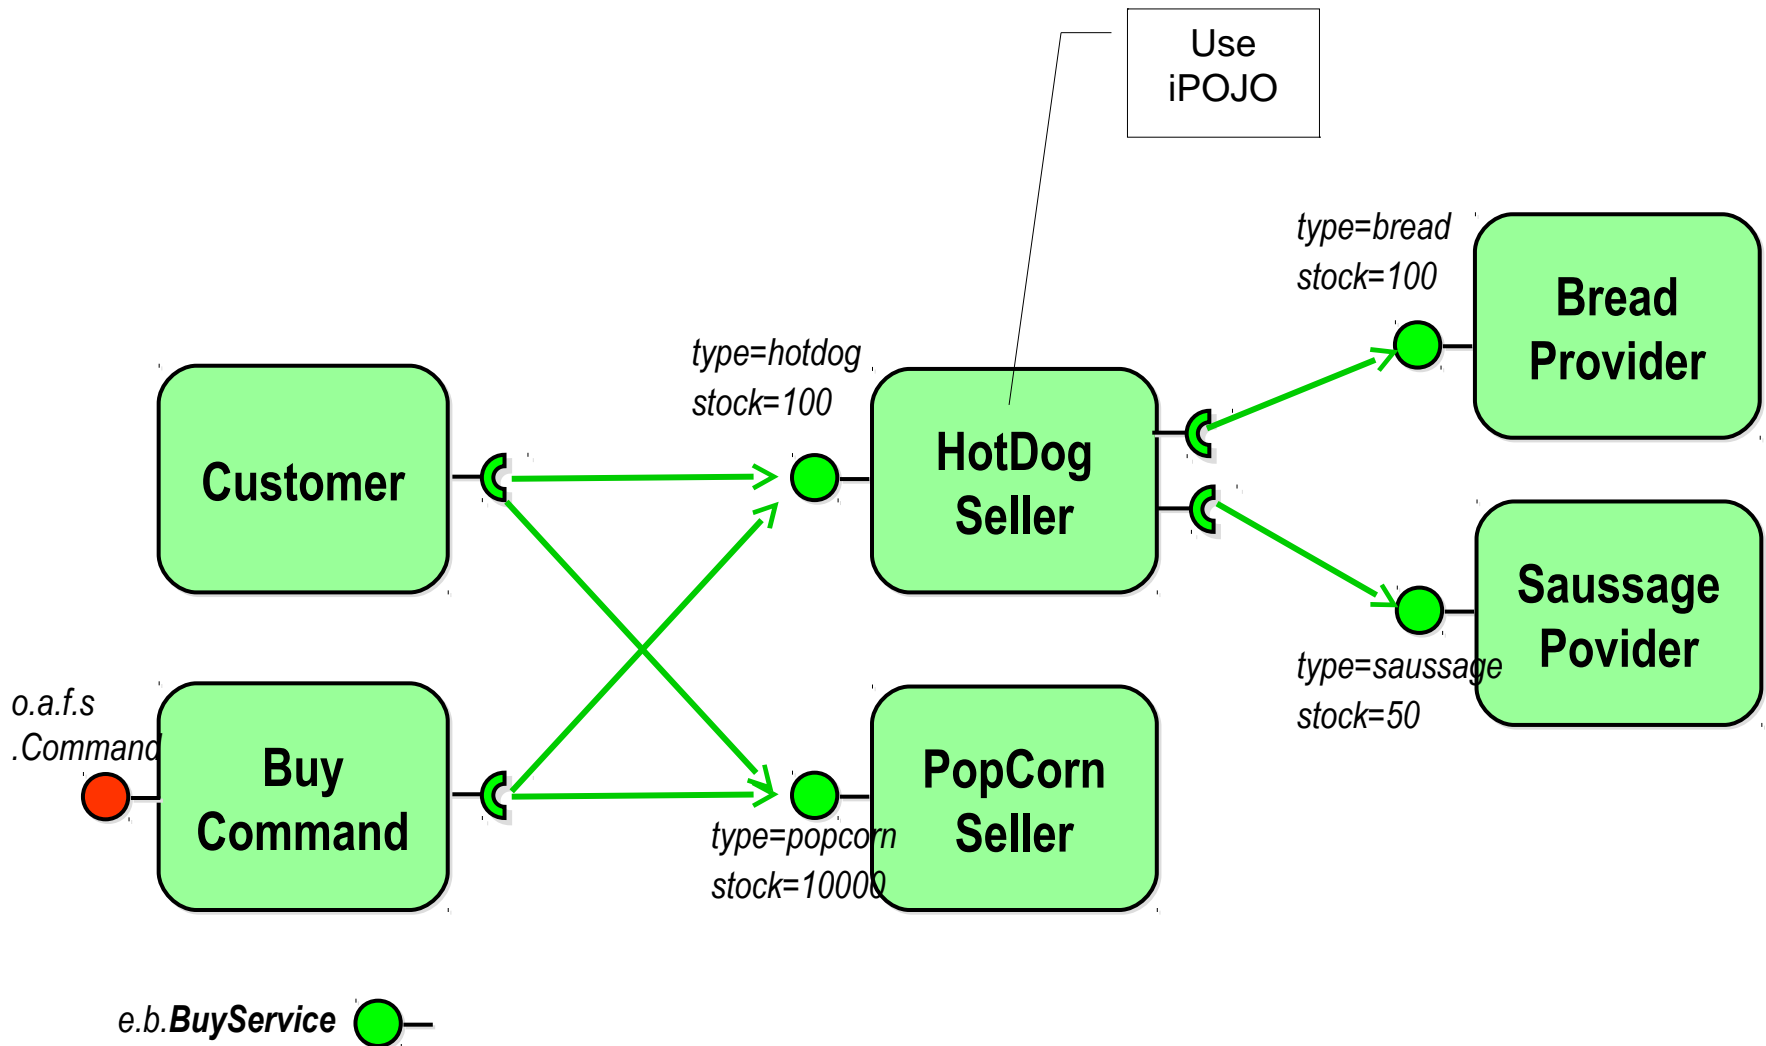 Use
iPOJO
type=bread
stock=100
Bread
Provider
type=hotdog
stock=100
HotDog
Seller
Customer
Saussage
Povider
type=saussage
stock=50
o.a.f.s
.Command
Buy
Command
PopCorn
Seller
type=popcorn
stock=10000
e.b.BuyService